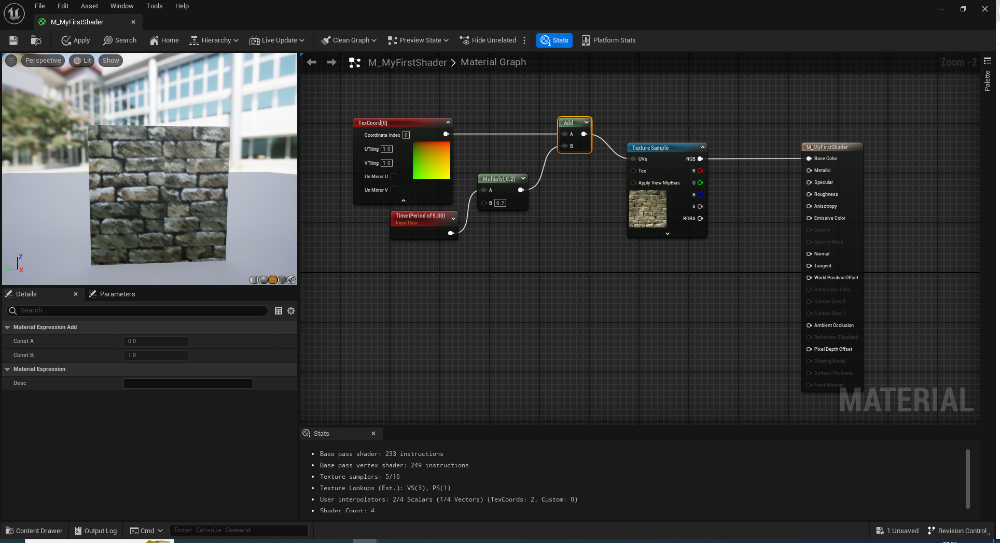 File Edit Asset Window Tools Help
M_MyFirstShader
Apply Search Home Hierarchy Live Update Clean Graph Preview State Hide Unrelated Stats Platform Stats
Perspective Lit Show
M_MyFirstShader > Material Graph
Zoom -2
Palette
TexCoord[0]
Coordinate Index 0
UTiling 1.0
VTiling 1.0
Un Mirror U
Un Mirror V
Time (Period of 5.00)
Input Data
Multiply(,0.2)
A
B 0.2
Add
A
B
Texture Sample
UVs RGB
Tex R
Apply View MipBias G
B
A
RGBA
M_MyFirstShader
Base Color
Metallic
Specular
Roughness
Anisotropy
Emissive Color
Opacity
Opacity Mask
Normal
Tangent
World Position Offset
Subsurface Color
Custom Data 0
Custom Data 1
Ambient Occlusion
Refraction (Disabled)
Pixel Depth Offset
Shading Model
Surface Thickness
Front Material
MATERIAL
Z
X
Details Parameters
Search
Material Expression Add
Const A 0.0
Const B 1.0
Material Expression
Desc
Stats
• Base pass shader: 233 instructions
• Base pass vertex shader: 249 instructions
• Texture samplers: 5/16
• Texture Lookups (Est.): VS(3), PS(1)
• User interpolators: 2/4 Scalars (1/4 Vectors) (TexCoords: 2, Custom: 0)
• Shader Count: 4
Content Drawer Output Log Cmd Enter Console Command 1 Unsaved Revision Control